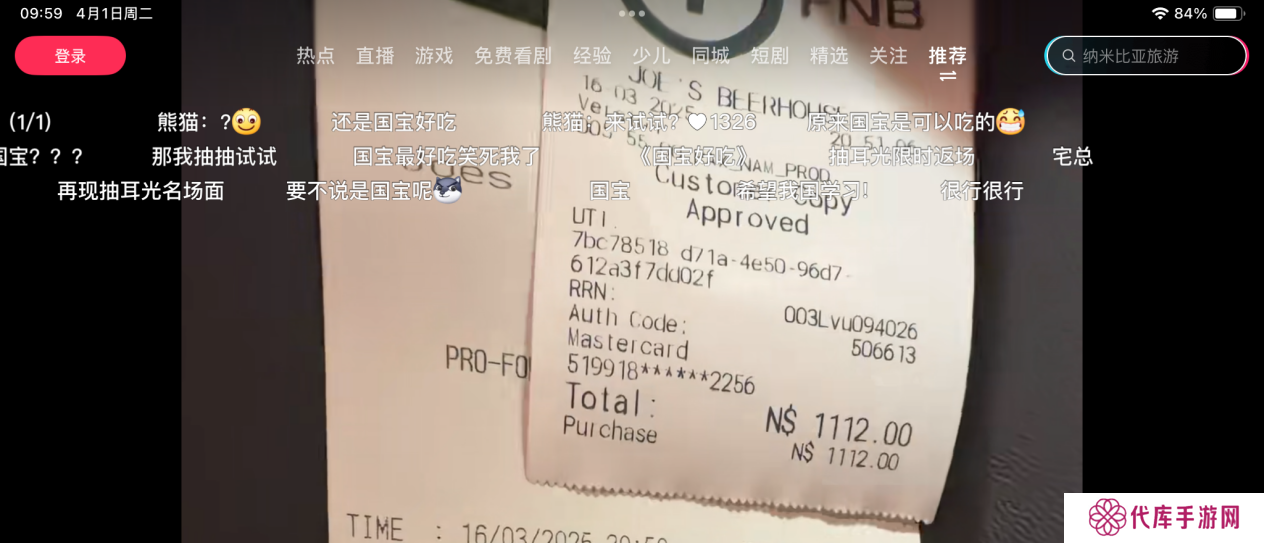 09:59 4月1日周二
84%
登录
热点 直播 游戏 免费看剧 经验 少儿 同城 短剧 精选 关注 推荐
纳米比亚旅游
(1/1) 熊猫：? 还是国宝好吃 熊猫：来试试? 1326 原来国宝是可以吃的
国宝? ? ? 那我抽抽试试 国宝最好吃笑死我了 《国宝好吃》 抽耳光限时返场 宅总
再现抽耳光名场面 要不说是国宝呢 国宝 希望我国学习! 很行很行
FNB
JOE'S BEERHOUSE
16 03 2025
NAM_PROD
Customer Copy
Approved
UTI:
7bc78518 d71a-4e50-96d7-
612a3f7dd02f
RRN: 003Lvu094026
Auth Code: 506613
Mastercard
519918******2256
Total: N$ 1112.00
Purchase N$ 1112.00
PRO-FO
TIME : 16/03/2025
代库手游网